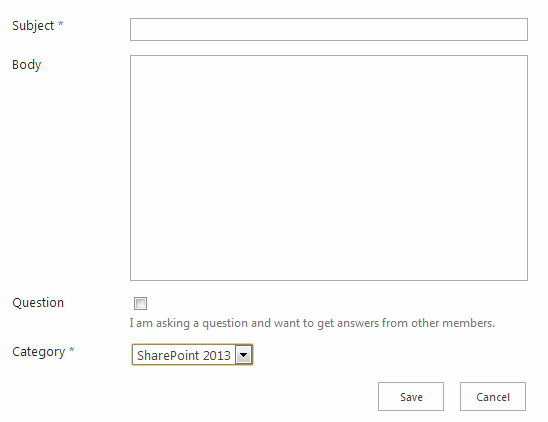 Subject *
Body
Question
I am asking a question and want to get answers from other members.
Category *
SharePoint 2013
Save Cancel